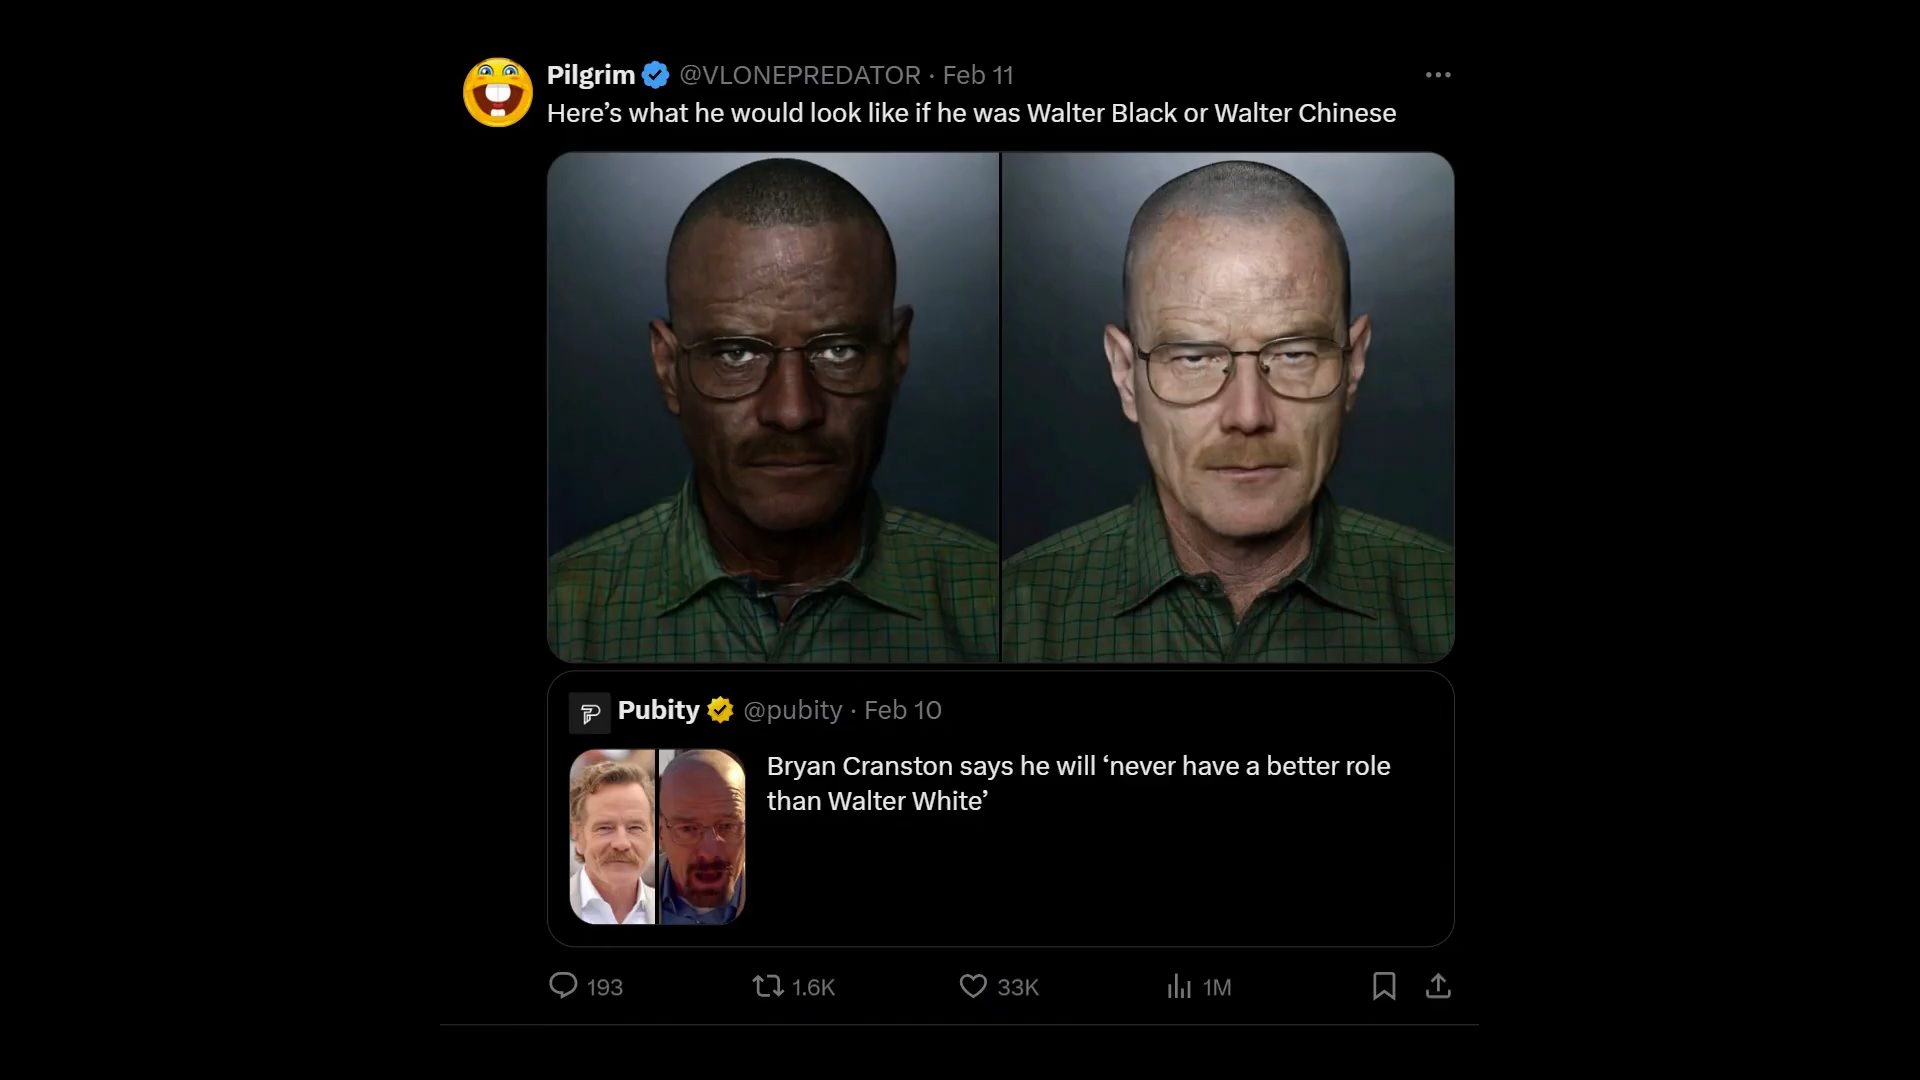 Pilgrim @VLONEPREDATOR · Feb 11
Here’s what he would look like if he was Walter Black or Walter Chinese
Pubity @pubity · Feb 10
Bryan Cranston says he will ‘never have a better role
than Walter White’
193 1.6K 33K 1M